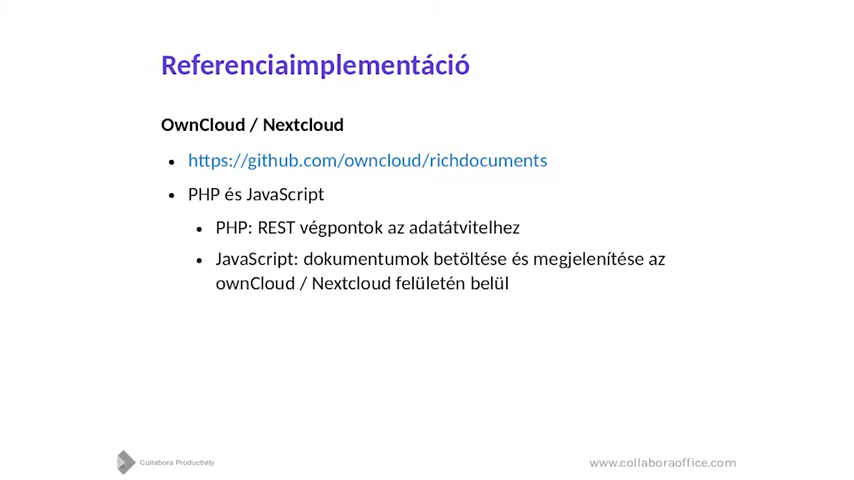 Referenciaimplementáció
OwnCloud / Nextcloud
• https://github.com/owncloud/richdocuments
• PHP és JavaScript
• PHP: REST végpontok az adatátvitelhez
• JavaScript: dokumentumok betöltése és megjelenítése az
ownCloud / Nextcloud felületén belül
Collabora Productivity
www.collaboraoffice.com